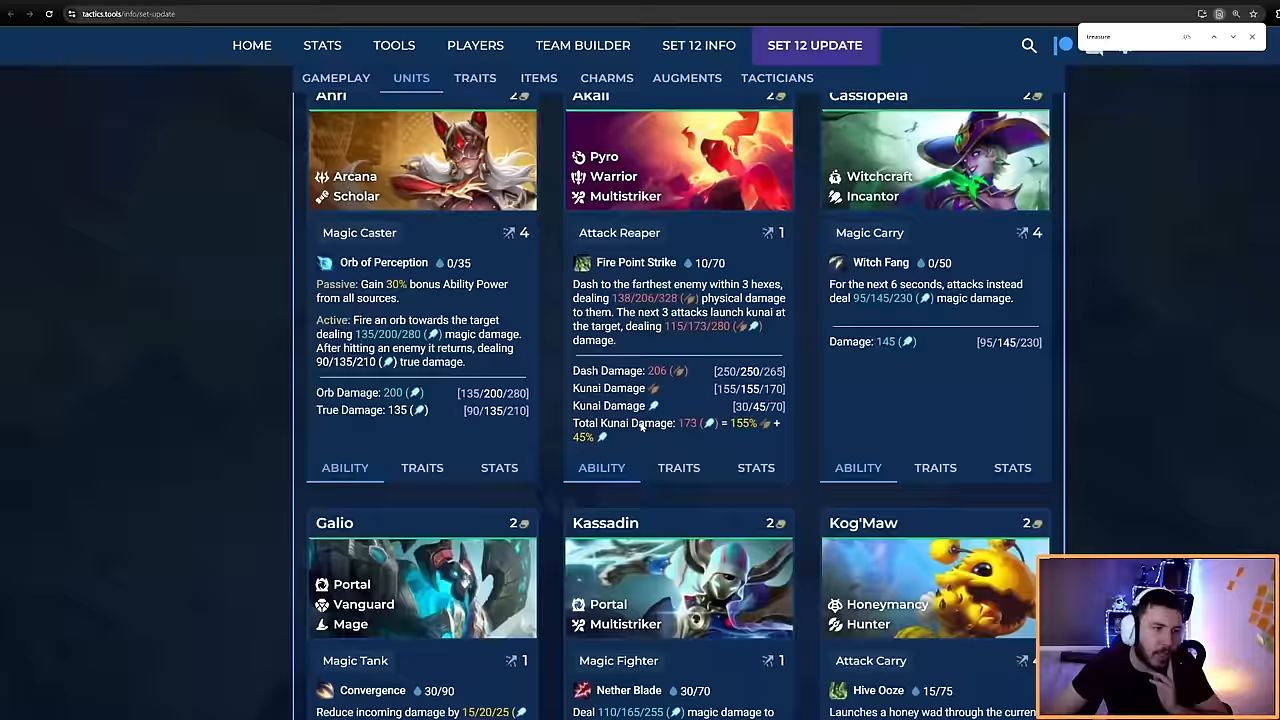 tactics.tools/info/set-update
treasure
HOME STATS TOOLS PLAYERS TEAM BUILDER SET 12 INFO SET 12 UPDATE
GAMEPLAY UNITS TRAITS ITEMS CHARMS AUGMENTS TACTICIANS
Ahri 2
Arcana
Scholar
Magic Caster 4
Orb of Perception 0/35
Passive: Gain 30% bonus Ability Power
from all sources.
Active: Fire an orb towards the target
dealing 135/200/280 ( ) magic damage.
After hitting an enemy it returns, dealing
90/135/210 ( ) true damage.
Orb Damage: 200 ( ) [135/200/280]
True Damage: 135 ( ) [90/135/210]
ABILITY TRAITS STATS
Akali 2
Pyro
Warrior
Multistriker
Attack Reaper 1
Fire Point Strike 10/70
Dash to the farthest enemy within 3 hexes,
dealing 138/206/328 ( ) physical damage
to them. The next 3 attacks launch kunai at
the target, dealing 115/173/280 ( )
damage.
Dash Damage: 206 ( ) [250/250/265]
Kunai Damage [155/155/170]
Kunai Damage [30/45/70]
Total Kunai Damage: 173 ( ) = 155% +
45%
ABILITY TRAITS STATS
Cassiopeia 2
Witchcraft
Incantor
Magic Carry 4
Witch Fang 0/50
For the next 6 seconds, attacks instead
deal 95/145/230 ( ) magic damage.
Damage: 145 ( ) [95/145/230]
ABILITY TRAITS STATS
Galio 2
Portal
Vanguard
Mage
Magic Tank 1
Convergence 30/90
Reduce incoming damage by 15/20/25 (
Kassadin 2
Portal
Multistriker
Magic Fighter 1
Nether Blade 30/70
Deal 110/165/255 ( ) magic damage to
Kog'Maw 2
Honeymancy
Hunter
Attack Carry
Hive Ooze 15/75
Launches a honey wad through the curren